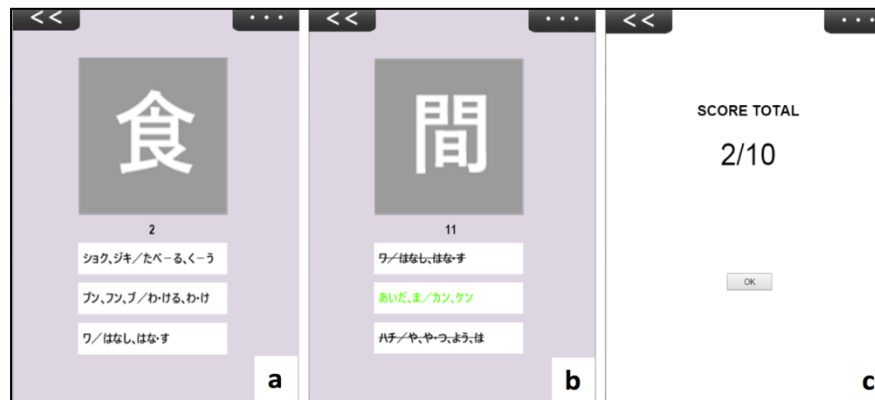 <<
...
食
2
ショク、ジキ／たべ－る、く－う
ブン、フン、ブ／わ・ける、わ・け
ワ／はなし、はな・す
a
<<
...
間
11
ワ／はなし、はな・す
あいだ、ま／カン、ケン
ハチ／や、や・つ、よう、は
b
<<
...
SCORE TOTAL
2/10
OK
c